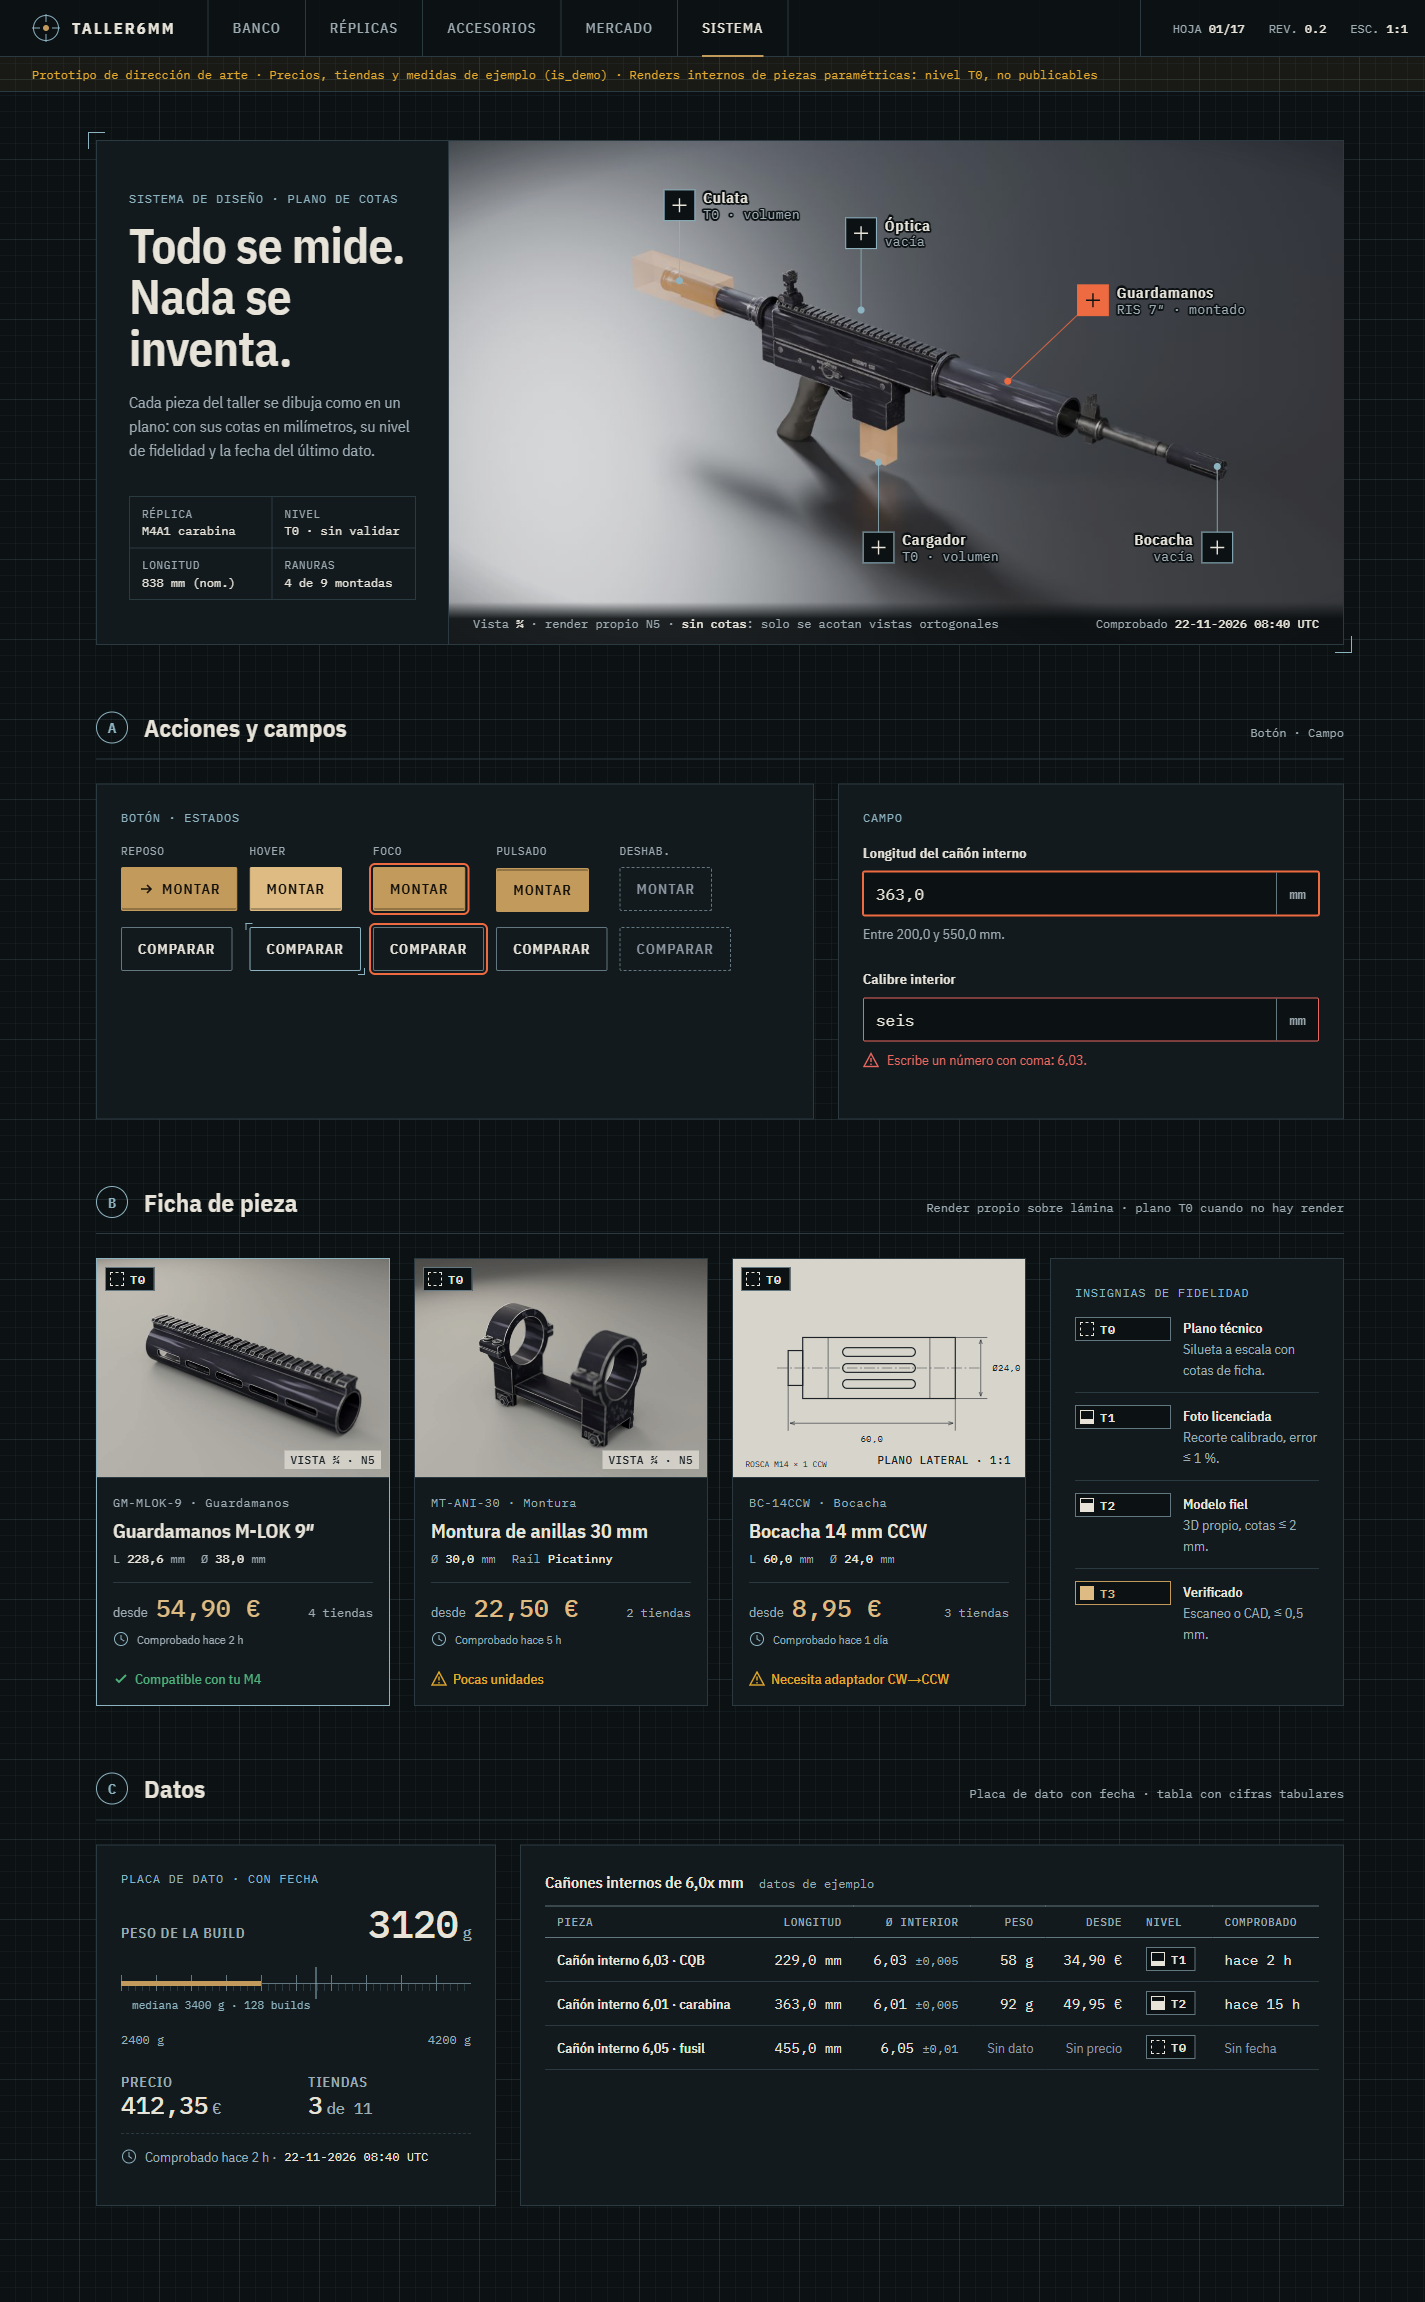 TALLER6MM
BANCO
RÉPLICAS
ACCESORIOS
MERCADO
SISTEMA
HOJA 01/17
REV. 0.2
ESC. 1:1
Prototipo de dirección de arte · Precios, tiendas y medidas de ejemplo (is_demo) · Renders internos de piezas paramétricas: nivel T0, no publicables
SISTEMA DE DISEÑO · PLANO DE COTAS
Todo se mide.
Nada se
inventa.
Cada pieza del taller se dibuja como en un
plano: con sus cotas en milímetros, su nivel
de fidelidad y la fecha del último dato.
RÉPLICA
M4A1 carabina
NIVEL
T0 · sin validar
LONGITUD
838 mm (nom.)
RANURAS
4 de 9 montadas
Culata
T0 · volumen
Óptica
vacía
Guardamanos
RIS 7″ · montado
Cargador
T0 · volumen
Bocacha
vacía
Vista ¾ · render propio N5 · sin cotas: solo se acotan vistas ortogonales
Comprobado 22-11-2026 08:40 UTC
A
Acciones y campos
Botón · Campo
BOTÓN · ESTADOS
REPOSO
HOVER
FOCO
PULSADO
DESHAB.
→ MONTAR
MONTAR
MONTAR
MONTAR
MONTAR
COMPARAR
COMPARAR
COMPARAR
COMPARAR
COMPARAR
CAMPO
Longitud del cañón interno
363,0
mm
Entre 200,0 y 550,0 mm.
Calibre interior
seis
mm
Escribe un número con coma: 6,03.
B
Ficha de pieza
Render propio sobre lámina · plano T0 cuando no hay render
T0
VISTA ¾ · N5
GM-MLOK-9 · Guardamanos
Guardamanos M-LOK 9″
L 228,6 mm Ø 38,0 mm
desde 54,90 €
4 tiendas
Comprobado hace 2 h
Compatible con tu M4
T0
VISTA ¾ · N5
MT-ANI-30 · Montura
Montura de anillas 30 mm
Ø 30,0 mm Raíl Picatinny
desde 22,50 €
2 tiendas
Comprobado hace 5 h
Pocas unidades
T0
Ø24,0
60,0
ROSCA M14 × 1 CCW
PLANO LATERAL · 1:1
BC-14CCW · Bocacha
Bocacha 14 mm CCW
L 60,0 mm Ø 24,0 mm
desde 8,95 €
3 tiendas
Comprobado hace 1 día
Necesita adaptador CW→CCW
INSIGNIAS DE FIDELIDAD
T0
Plano técnico
Silueta a escala con
cotas de ficha.
T1
Foto licenciada
Recorte calibrado, error
≤ 1 %.
T2
Modelo fiel
3D propio, cotas ≤ 2
mm.
T3
Verificado
Escaneo o CAD, ≤ 0,5
mm.
C
Datos
Placa de dato con fecha · tabla con cifras tabulares
PLACA DE DATO · CON FECHA
PESO DE LA BUILD
3120 g
mediana 3400 g · 128 builds
2400 g
4200 g
PRECIO
412,35 €
TIENDAS
3 de 11
Comprobado hace 2 h · 22-11-2026 08:40 UTC
Cañones internos de 6,0x mm datos de ejemplo
PIEZA LONGITUD Ø INTERIOR PESO DESDE NIVEL COMPROBADO
Cañón interno 6,03 · CQB 229,0 mm 6,03 ±0,005 58 g 34,90 € T1 hace 2 h
Cañón interno 6,01 · carabina 363,0 mm 6,01 ±0,005 92 g 49,95 € T2 hace 15 h
Cañón interno 6,05 · fusil 455,0 mm 6,05 ±0,01 Sin dato Sin precio T0 Sin fecha